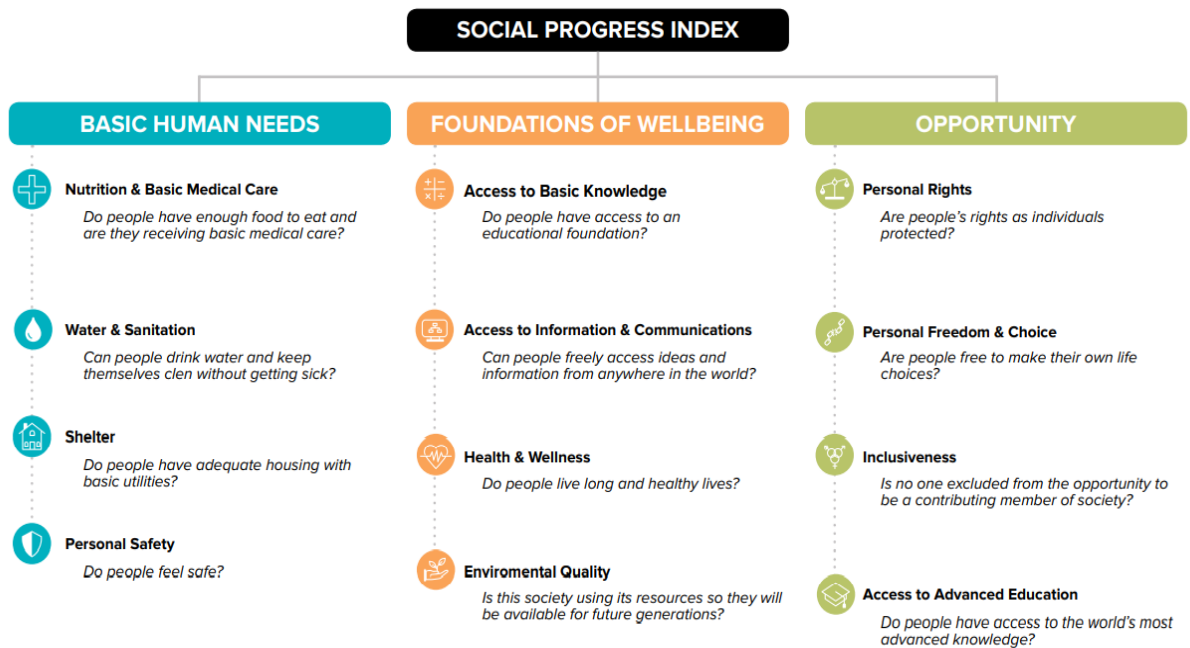 SOCIAL PROGRESS INDEX
BASIC HUMAN NEEDS
Nutrition & Basic Medical Care
Do people have enough food to eat and
are they receiving basic medical care?
Water & Sanitation
Can people drink water and keep
themselves clen without getting sick?
Shelter
Do people have adequate housing with
basic utilities?
Personal Safety
Do people feel safe?
FOUNDATIONS OF WELLBEING
Access to Basic Knowledge
Do people have access to an
educational foundation?
Access to Information & Communications
Can people freely access ideas and
information from anywhere in the world?
Health & Wellness
Do people live long and healthy lives?
Enviromental Quality
Is this society using its resources so they will
be available for future generations?
OPPORTUNITY
Personal Rights
Are people's rights as individuals
protected?
Personal Freedom & Choice
Are people free to make their own life
choices?
Inclusiveness
Is no one excluded from the opportunity to
be a contributing member of society?
Access to Advanced Education
Do people have access to the world's most
advanced knowledge?